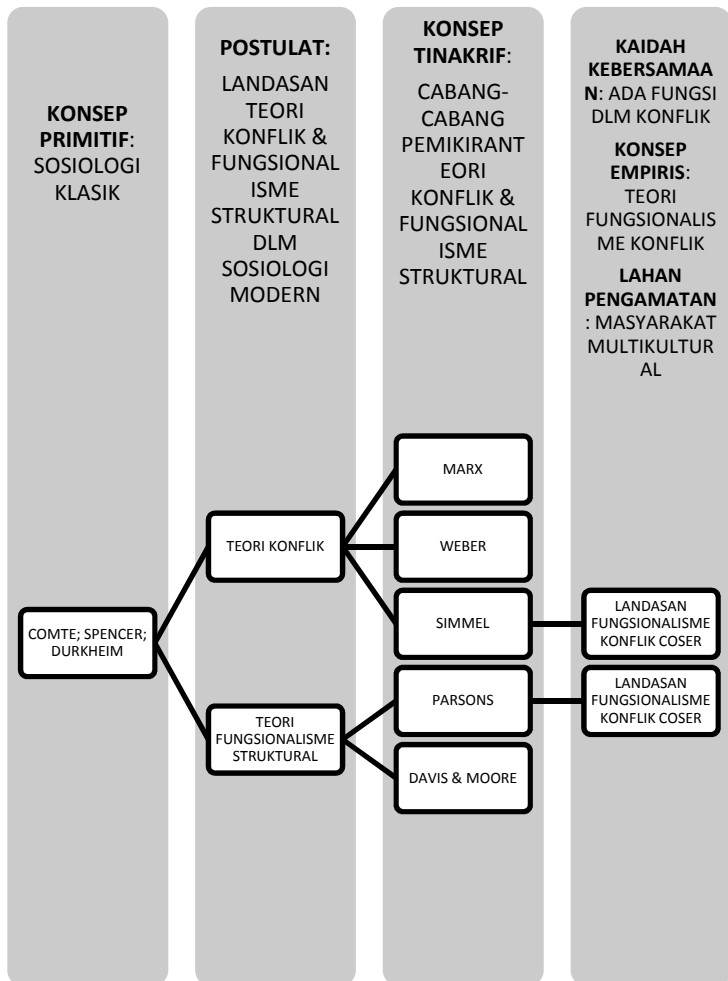 KONSEP
PRIMITIF:
SOSIOLOGI
KLASIK
POSTULAT:
LANDASAN
TEORI
KONFLIK &
FUNGSIONAL
ISME
STRUKTURAL
DLM
SOSIOLOGI
MODERN
KONSEP
TINAKRIF:
CABANG-
CABANG
PEMIKIRANT
EORI
KONFLIK &
FUNGSIONAL
ISME
STRUKTURAL
KAIDAH
KEBERSAMAA
N: ADA FUNGSI
DLM KONFLIK
KONSEP
EMPIRIS:
TEORI
FUNGSIONALIS
ME KONFLIK
LAHAN
PENGAMATAN
: MASYARAKAT
MULTIKULTUR
AL
COMTE; SPENCER;
DURKHEIM
TEORI KONFLIK
TEORI
FUNGSIONALISME
STRUKTURAL
MARX
WEBER
SIMMEL
PARSONS
DAVIS & MOORE
LANDASAN
FUNGSIONALISME
KONFLIK COSER
LANDASAN
FUNGSIONALISME
KONFLIK COSER